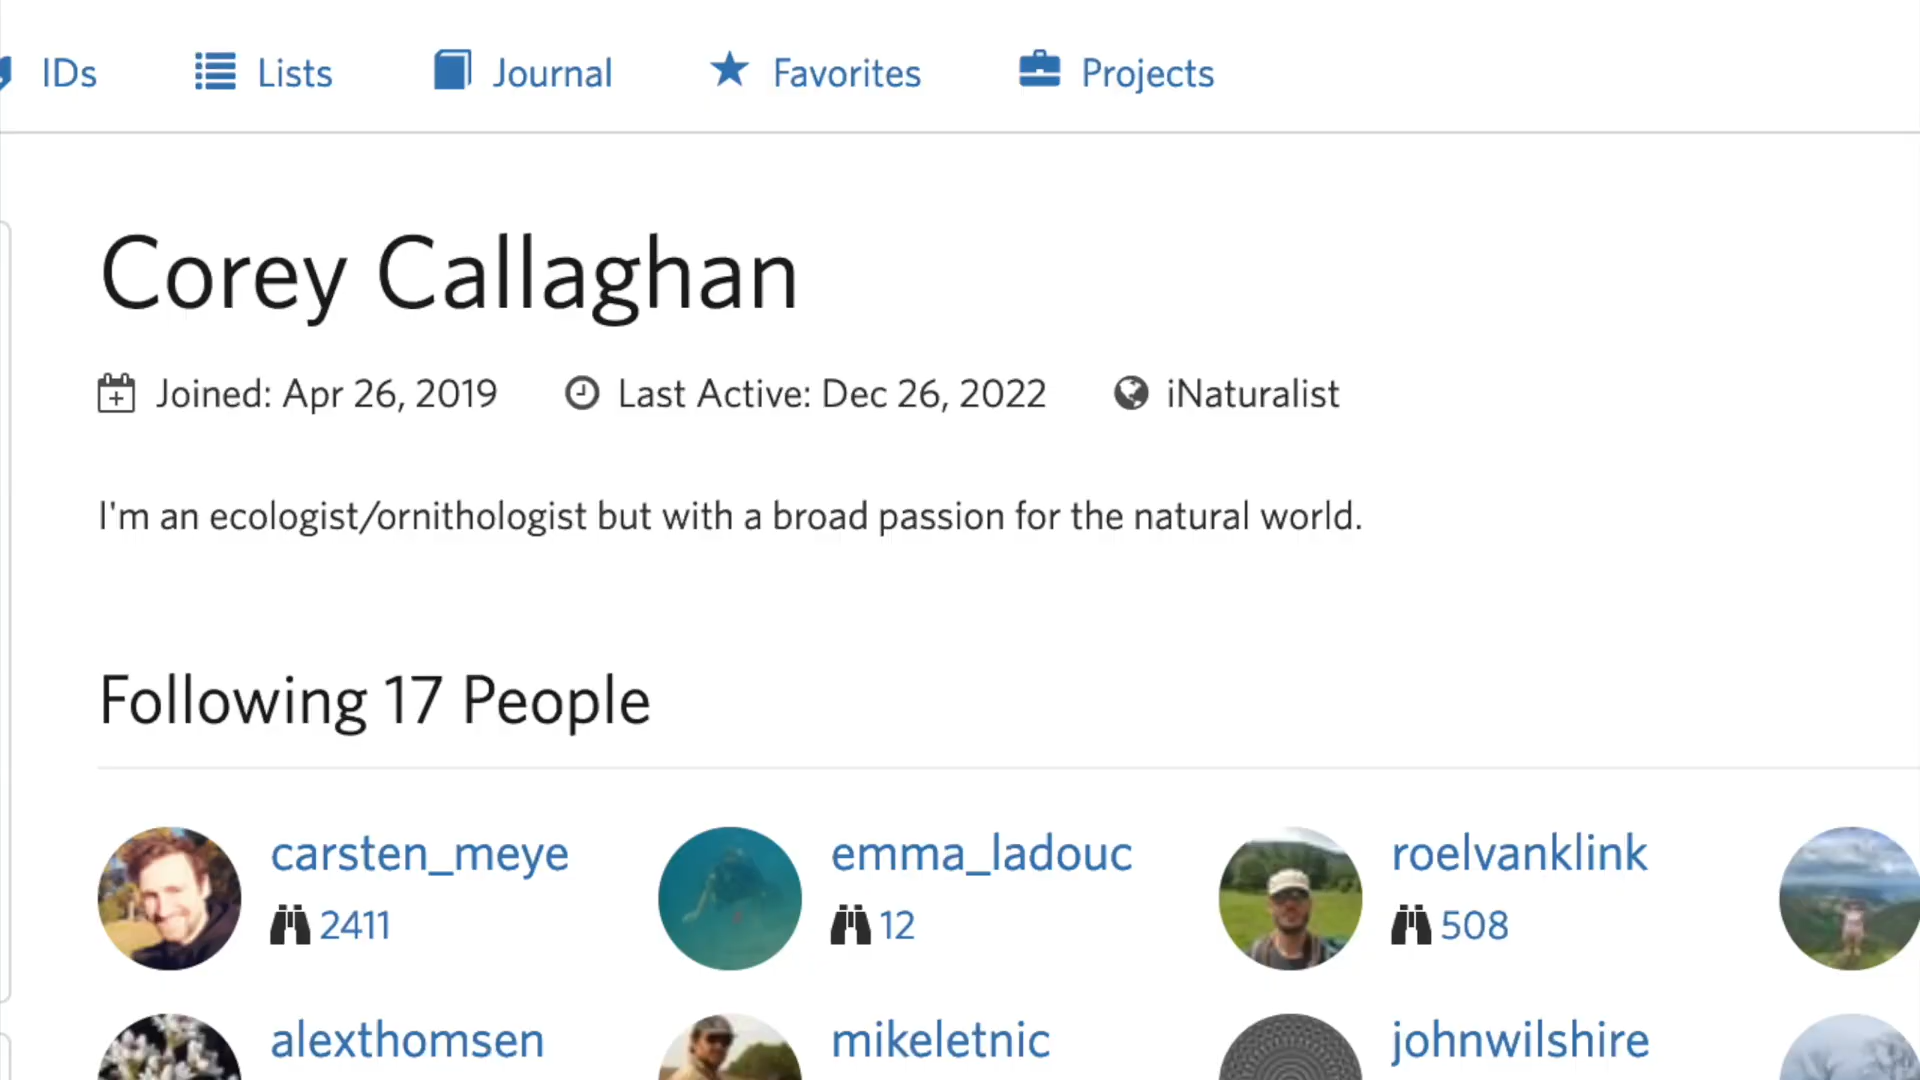 IDs Lists Journal Favorites Projects
Corey Callaghan
Joined: Apr 26, 2019 Last Active: Dec 26, 2022 iNaturalist
I'm an ecologist/ornithologist but with a broad passion for the natural world.
Following 17 People
carsten_meye emma_ladouc roelvanklink
2411 12 508
alexthomsen mikeletnic johnwilshire